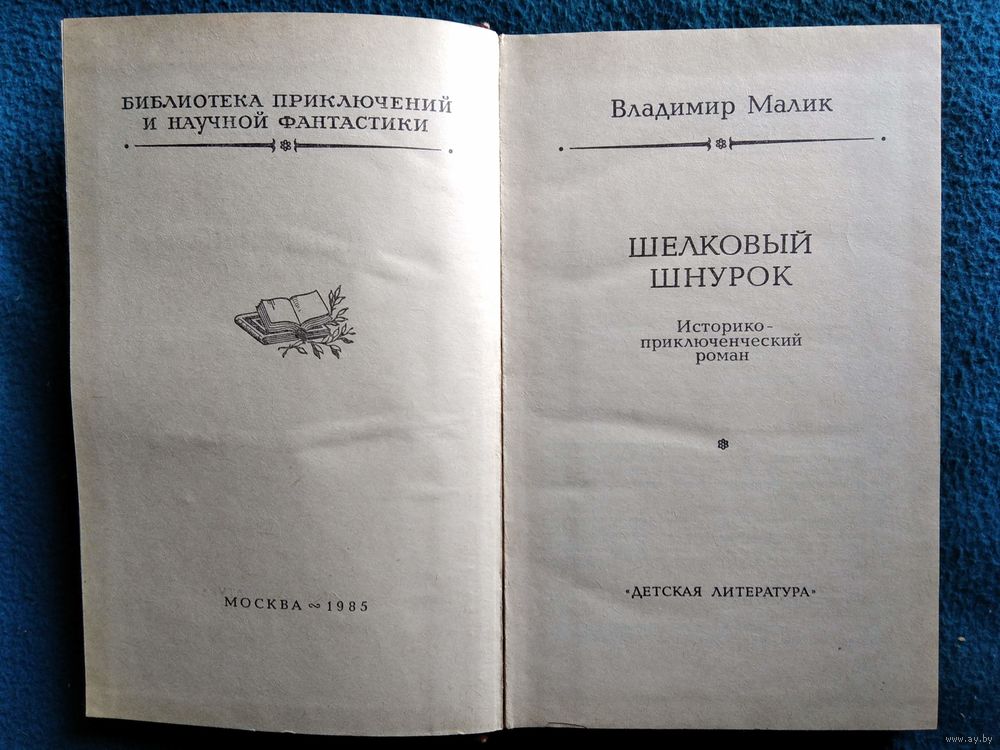 БИБЛИОТЕКА ПРИКЛЮЧЕНИЙ
И НАУЧНОЙ ФАНТАСТИКИ
МОСКВА ~ 1985
Владимир Малик
ШЕЛКОВЫЙ
ШНУРОК
Историко-
приключенческий
роман
«ДЕТСКАЯ ЛИТЕРАТУРА»
www.ay.by